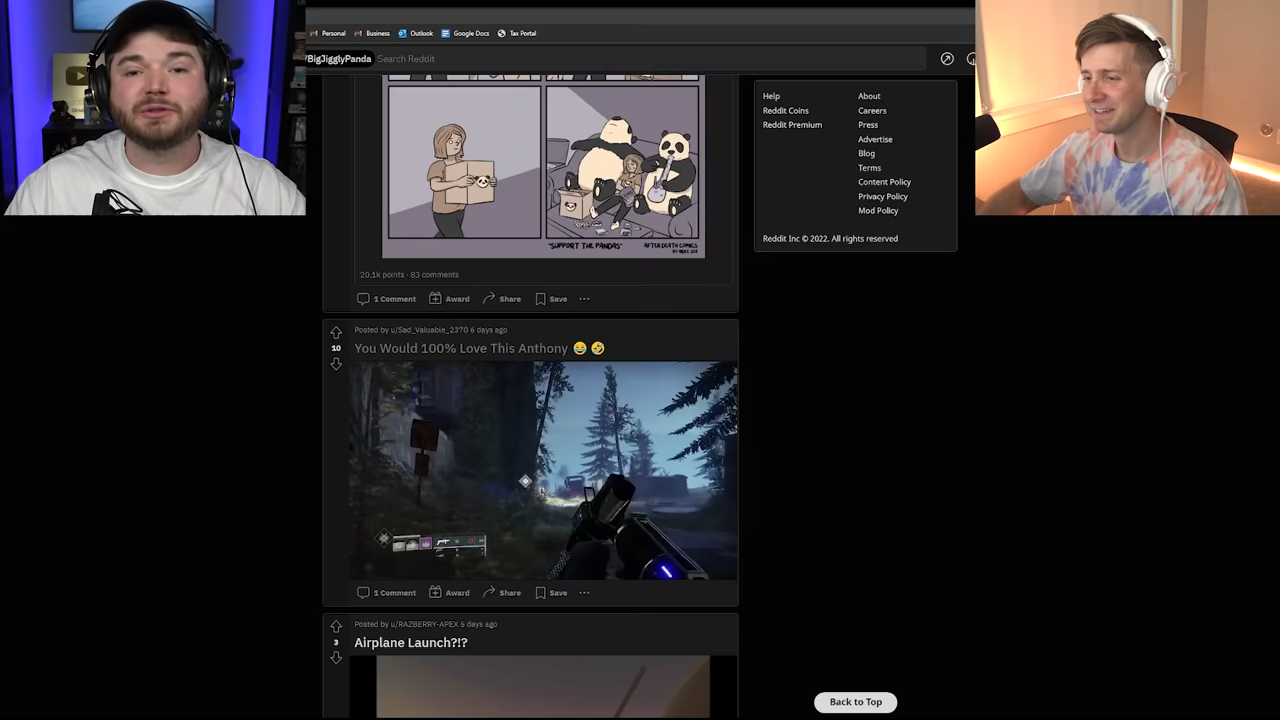 Personal
Business
Outlook
Google Docs
Tax Portal
/BigJigglyPanda
Search Reddit
Help
About
Reddit Coins
Careers
Reddit Premium
Press
Advertise
Blog
Terms
Content Policy
Privacy Policy
Mod Policy
Reddit Inc © 2022. All rights reserved
"SUPPORT THE PANDAS"
AFTER DEATH COMICS
20.1k points · 83 comments
1 Comment
Award
Share
Save
Posted by u/Sad_Valuable_2370 6 days ago
10
You Would 100% Love This Anthony 😂 🤣
1 Comment
Award
Share
Save
Posted by u/RAZBERRY-APEX 5 days ago
3
Airplane Launch?!?
Back to Top